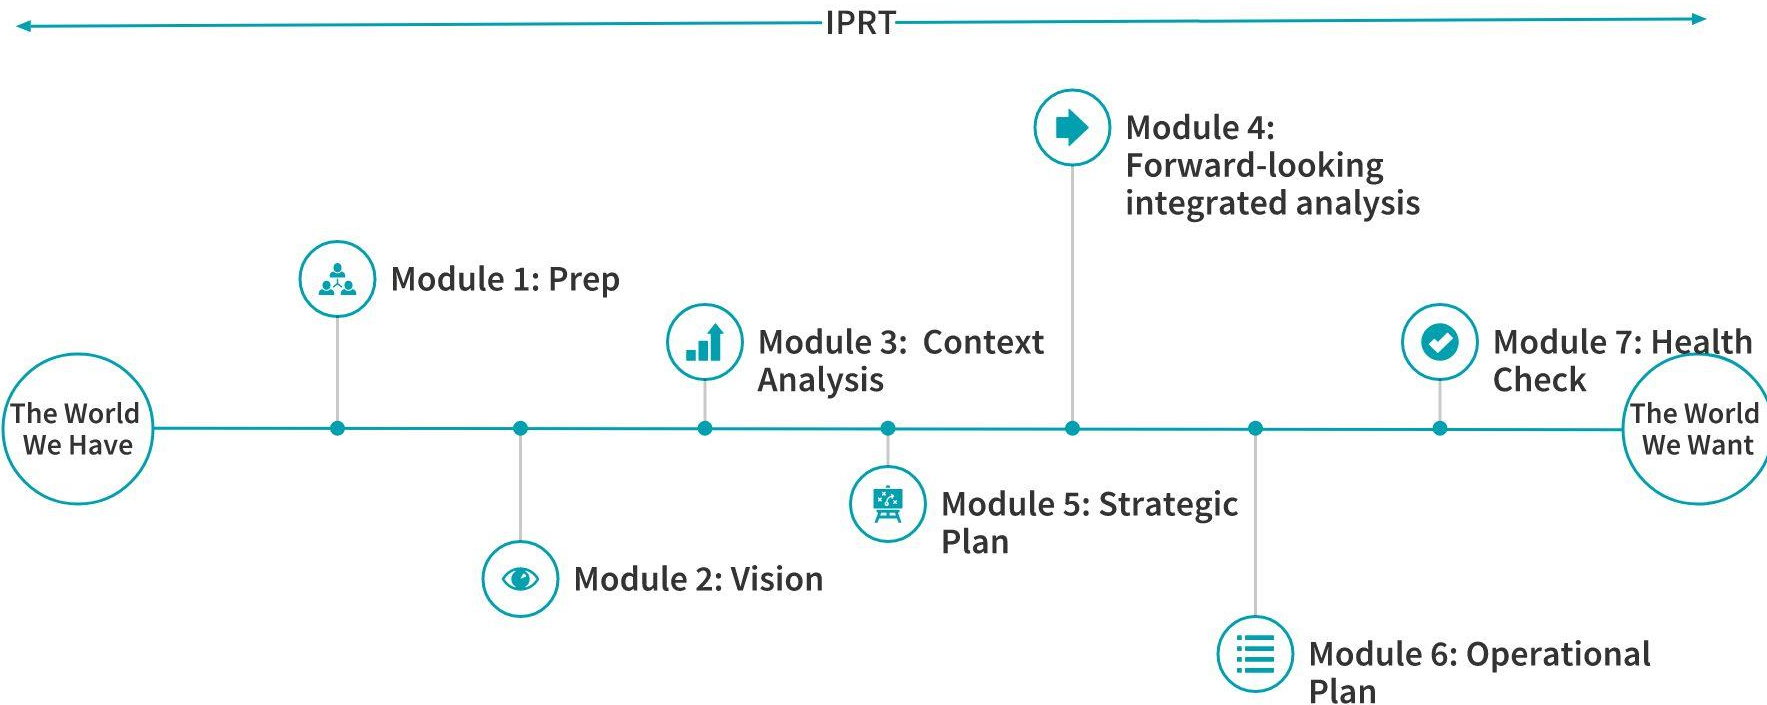 IPRT
Module 4:
Forward-looking
integrated analysis
Module 1: Prep
Module 3:  Context
Analysis
Module 7: Health
Check
The World
We Have
The World
We Want
Module 5: Strategic
Plan
Module 2: Vision
Module 6: Operational
Plan